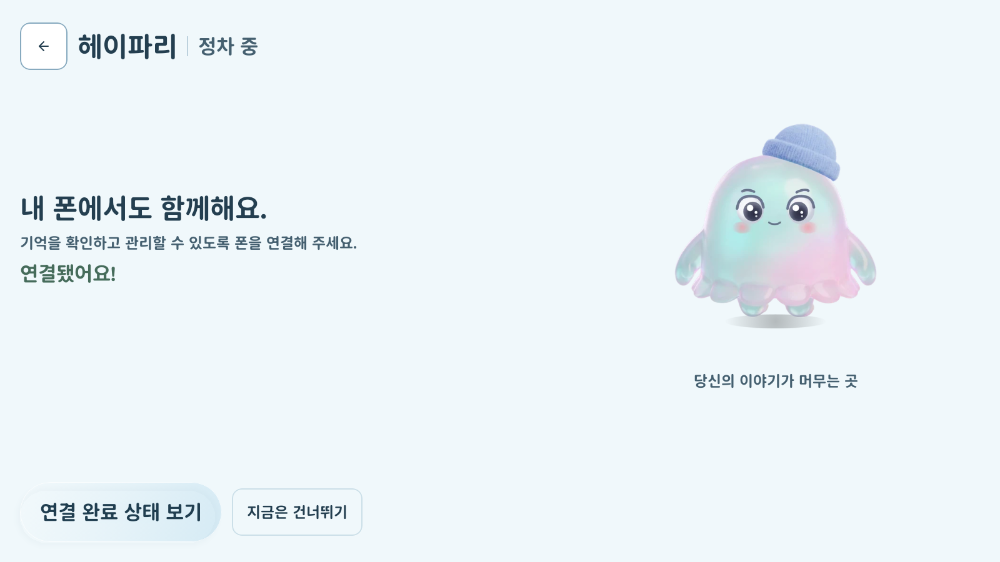 헤이파리
정차 중
내 폰에서도 함께해요.
기억을 확인하고 관리할 수 있도록 폰을 연결해 주세요.
연결됐어요!
당신의 이야기가 머무는 곳
연결 완료 상태 보기
지금은 건너뛰기